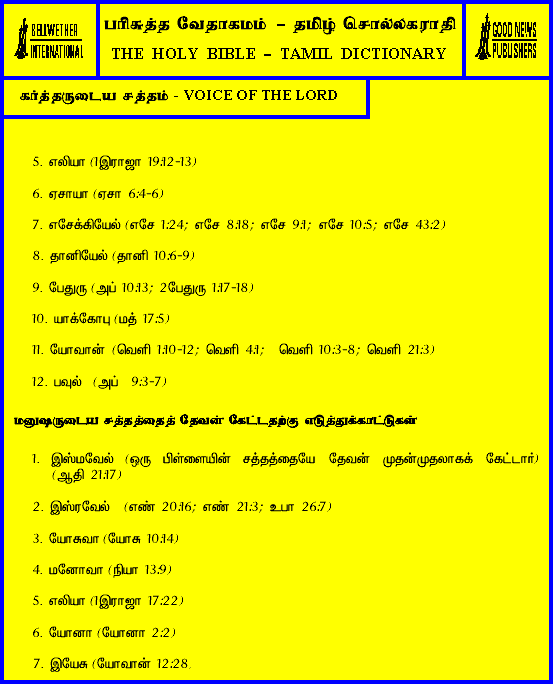 BELLWETHER
INTERNATIONAL
பரிசுத்த வேதாகமம் – தமிழ் சொல்லகராதி
THE HOLY BIBLE – TAMIL DICTIONARY
GOOD NEWS
PUBLISHERS
கர்த்தருடைய சத்தம் - VOICE OF THE LORD
5. எலியா (1இராஜா 19:12-13)
6. ஏசாயா (ஏசா 6:4-6)
7. எசேக்கியேல் (எசே 1:24; எசே 8:18; எசே 9:1; எசே 10:5; எசே 43:2)
8. தானியேல் (தானி 10:6-9)
9. பேதுரு (அப் 10:13; 2பேதுரு 1:17-18)
10. யாக்கோபு (மத் 17:5)
11. யோவான் (வெளி 1:10-12; வெளி 4:1; வெளி 10:3-8; வெளி 21:3)
12. பவுல் (அப் 9:3-7)
மனுஷருடைய சத்தத்தைத் தேவன் கேட்டதற்கு எடுத்துக்காட்டுகள்
1. இஸ்மவேல் (ஒரு பிள்ளையின் சத்தத்தையே தேவன் முதன்முதலாகக் கேட்டார்)
(ஆதி 21:17)
2. இஸ்ரவேல் (எண் 20:16; எண் 21:3; உபா 26:7)
3. யோசுவா (யோசு 10:14)
4. மனோவா (நியா 13:9)
5. எலியா (1இராஜா 17:22)
6. யோனா (யோனா 2:2)
7. இயேசு (யோவான் 12:28,